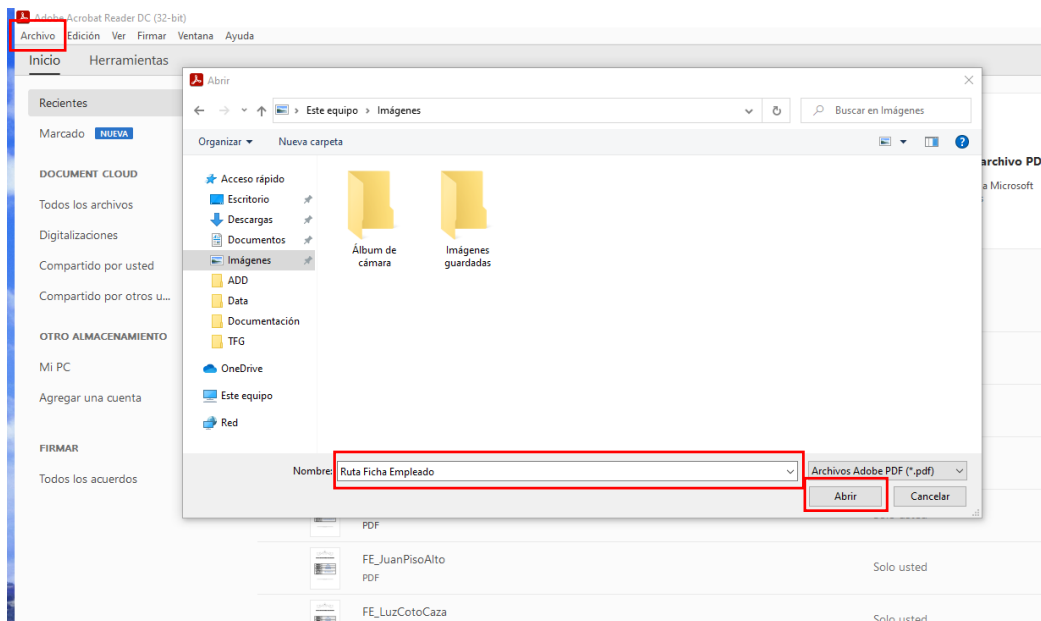 Adobe Acrobat Reader DC (32-bit)
Archivo Edición Ver Firmar Ventana Ayuda
Inicio Herramientas
Abrir
Recientes
Este equipo › Imágenes
Buscar en Imágenes
Marcado NUEVA
Organizar Nueva carpeta
archivo PD
a Microsoft
DOCUMENT CLOUD
Todos los archivos
Digitalizaciones
Compartido por usted
Compartido por otros u...
OTRO ALMACENAMIENTO
Mi PC
Agregar una cuenta
FIRMAR
Todos los acuerdos
Acceso rápido
Escritorio
Descargas
Documentos
Imágenes
ADD
Data
Documentación
TFG
OneDrive
Este equipo
Red
Álbum de
cámara
Imágenes
guardadas
Nombre: Ruta Ficha Empleado
Archivos Adobe PDF (*.pdf)
Abrir Cancelar
PDF
Solo usted
FE_JuanPisoAlto
PDF
Solo usted
FE_LuzCotoCaza
Solo usted